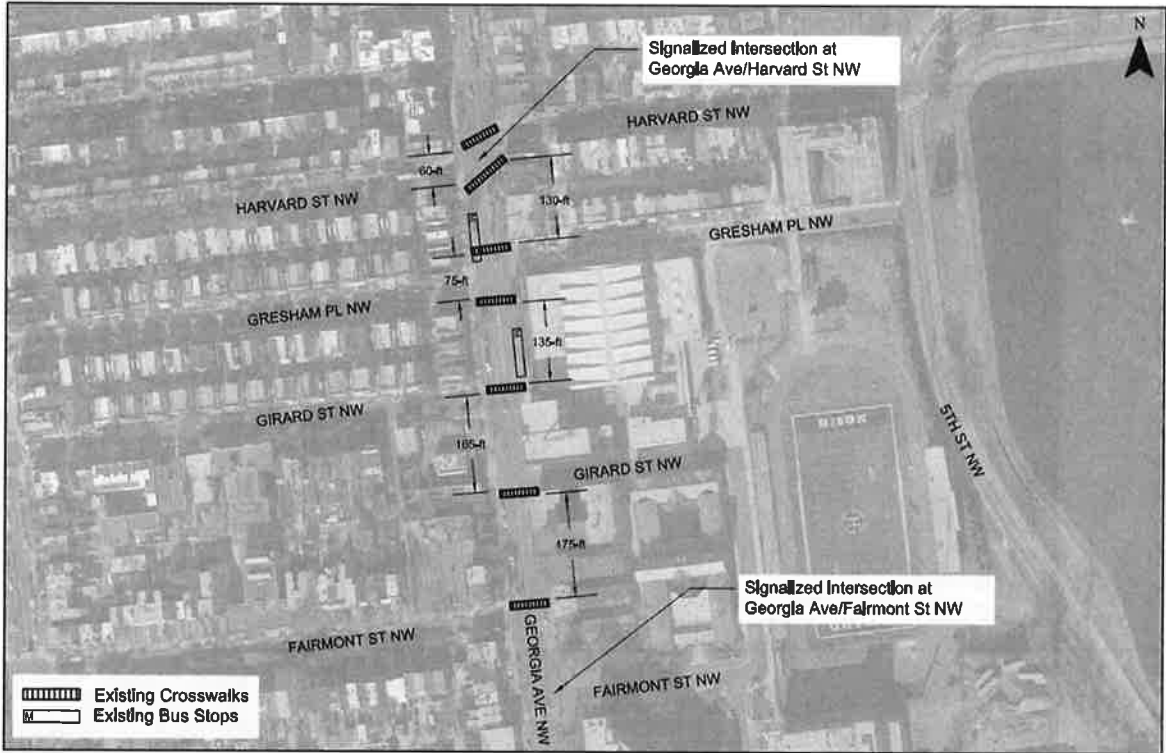 N
Signalized Intersection at
Georgia Ave/Harvard St NW
HARVARD ST NW
60-ft
130-ft
HARVARD ST NW
M
GRESHAM PL NW
75-ft
GRESHAM PL NW
M
135-ft
GIRARD ST NW
165-ft
5TH ST NW
BISON
GIRARD ST NW
175-ft
Signalized Intersection at
Georgia Ave/Fairmont St NW
FAIRMONT ST NW
GEORGIA AVE NW
FAIRMONT ST NW
Existing Crosswalks
M Existing Bus Stops